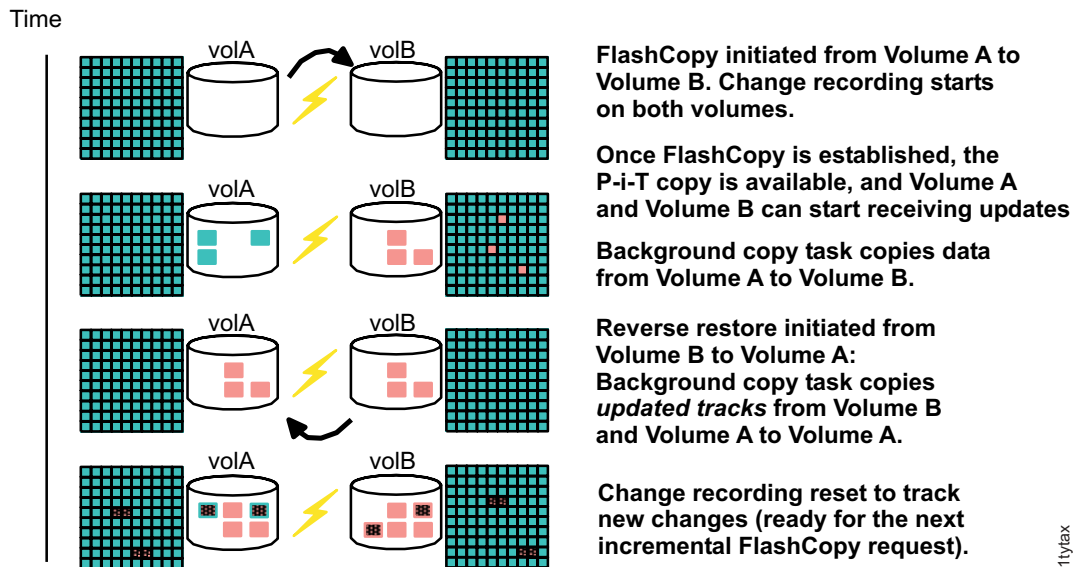 Time
volA
volB
FlashCopy initiated from Volume A to
Volume B. Change recording starts
on both volumes.
volA
volB
Once FlashCopy is established, the
P-i-T copy is available, and Volume A
and Volume B can start receiving updates
Background copy task copies data
from Volume A to Volume B.
volA
volB
Reverse restore initiated from
Volume B to Volume A:
Background copy task copies
updated tracks from Volume B
and Volume A to Volume A.
volA
volB
Change recording reset to track
new changes (ready for the next
incremental FlashCopy request).
1tytax